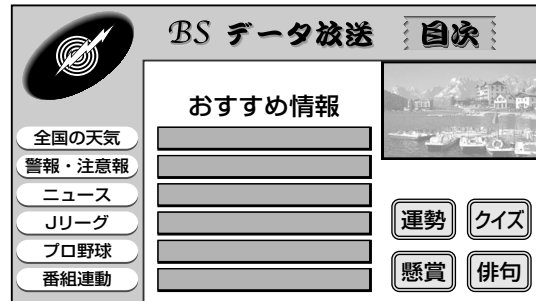 BS データ放送 目次
おすすめ情報
全国の天気
警報・注意報
ニュース
Jリーグ
プロ野球
番組連動
運勢 クイズ
懸賞 俳句